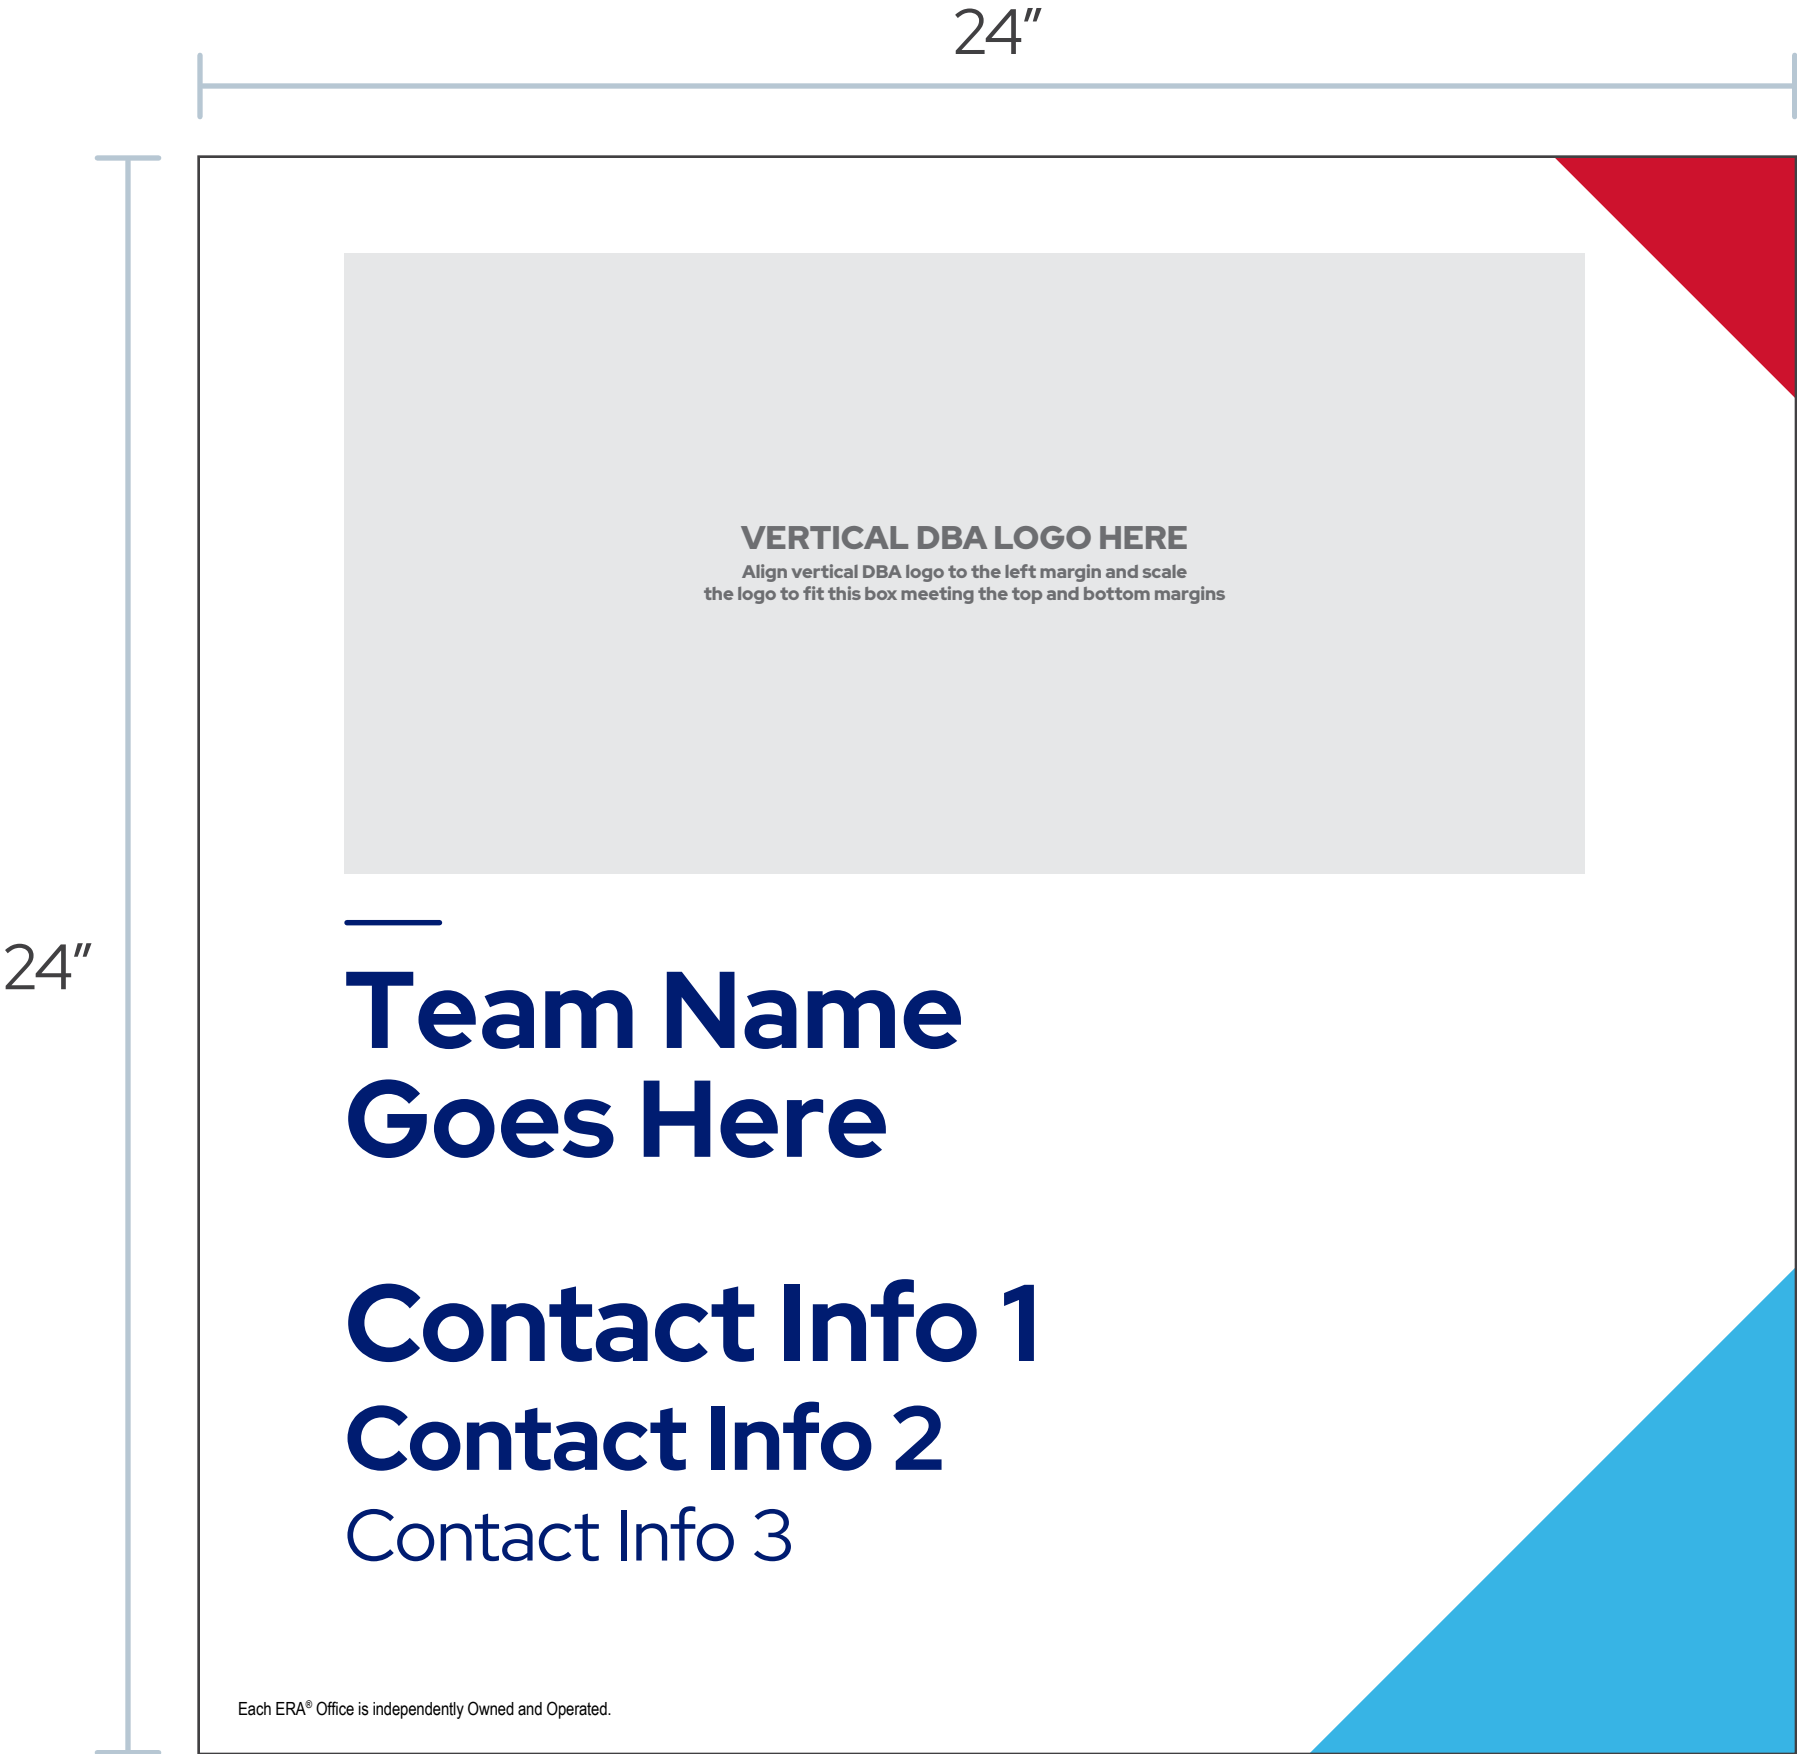 24″
VERTICAL DBA LOGO HERE
Align vertical DBA logo to the left margin and scale
the logo to fit this box meeting the top and bottom margins
24″
Team Name
Goes Here
Contact Info 1
Contact Info 2
Contact Info 3
Each ERA® Office is independently Owned and Operated.